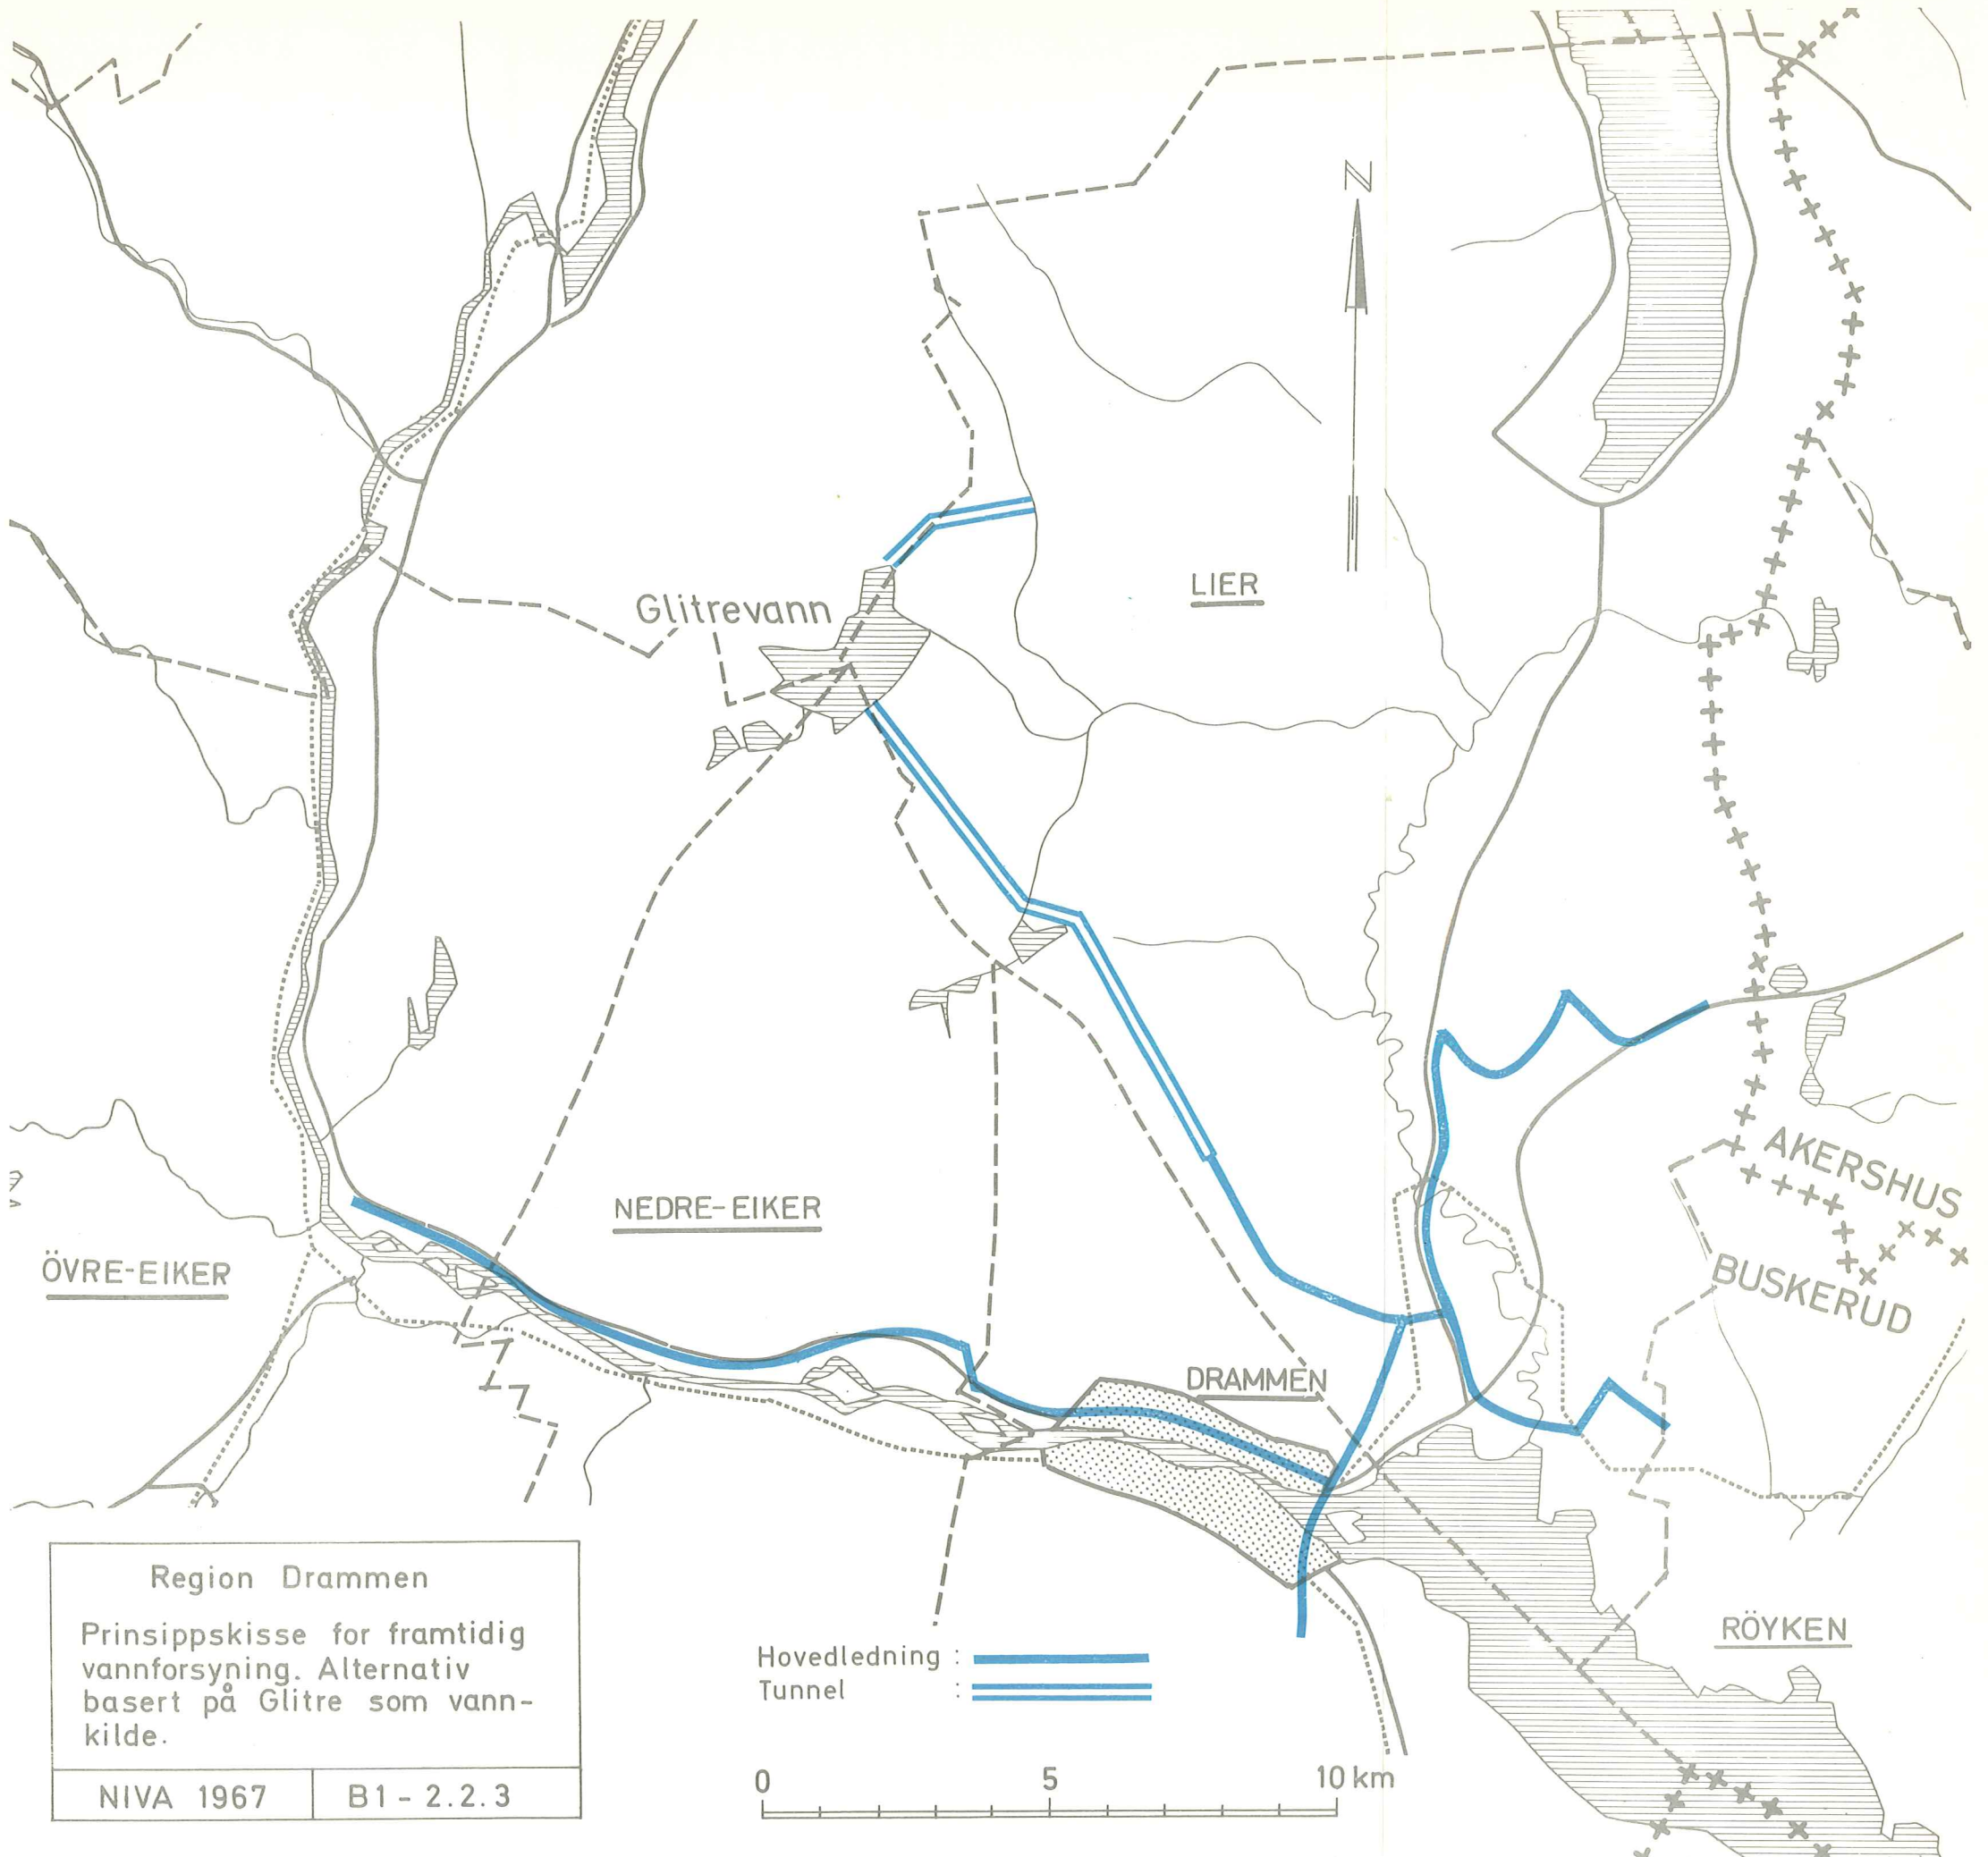 N
LIER
Glitrevann
AKERSHUS
NEDRE-EIKER
ÖVRE-EIKER
BUSKERUD
DRAMMEN
Region Drammen
Prinsippskisse for framtidig
vannforsyning. Alternativ
basert på Glitre som vann-
kilde.
NIVA 1967
B1-2.2.3
Hovedledning :
Tunnel :
RÖYKEN
0 5 10 km